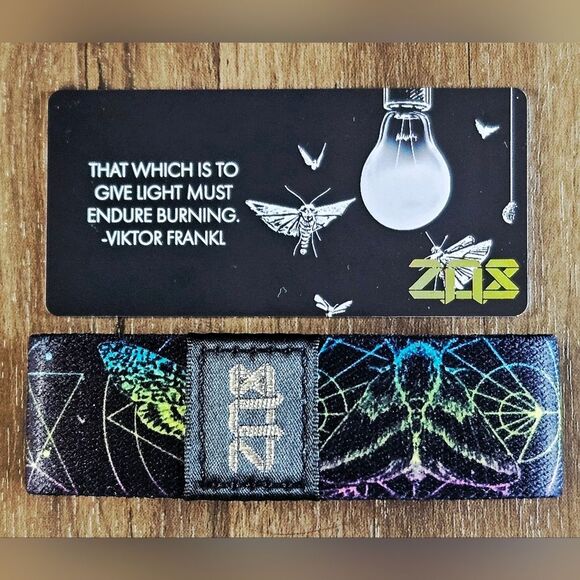 THAT WHICH IS TO
GIVE LIGHT MUST
ENDURE BURNING.
-VIKTOR FRANKL
ZOX
ZOX